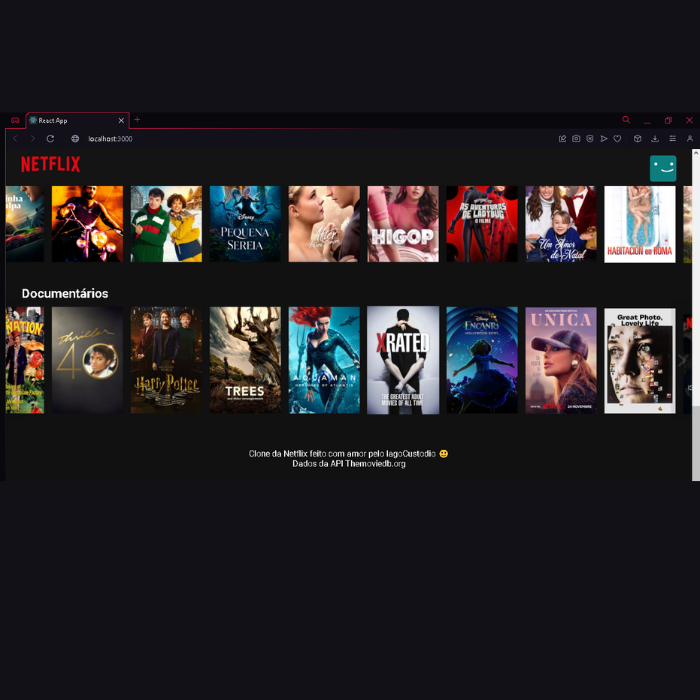 React App
localhost:3000
NETFLIX
Disney
PEQUENA
SEREIA
After
HIGOP
AS AVENTURAS
DE LADYBUG
O FILME
Um Amor
de Natal
HABITACIÓN EN ROMA
Documentários
NATION
Thriller
40
Harry Potter
TREES
AQUAMAN
XRATED
THE GREATEST ADULT
MOVIES OF ALL TIME
Disney
ENCANTO
UNICA
24 NOVEMBRE
Great Photo,
Lovely Life
Clone da Netflix feito com amor pelo IagoCustodio
Dados da API Themoviedb.org